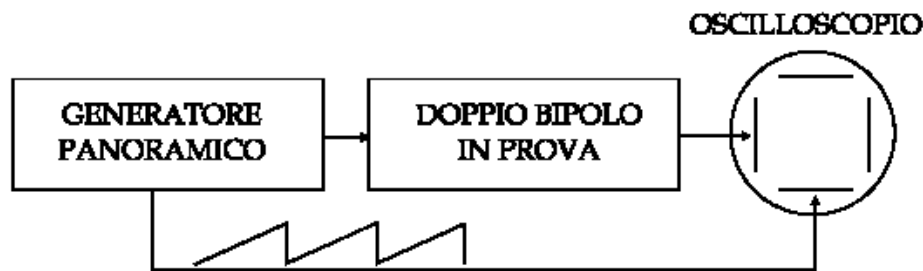 OSCILLOSCOPIO
GENERATORE
PANORAMICO
DOPPIO BIPOLO
IN PROVA